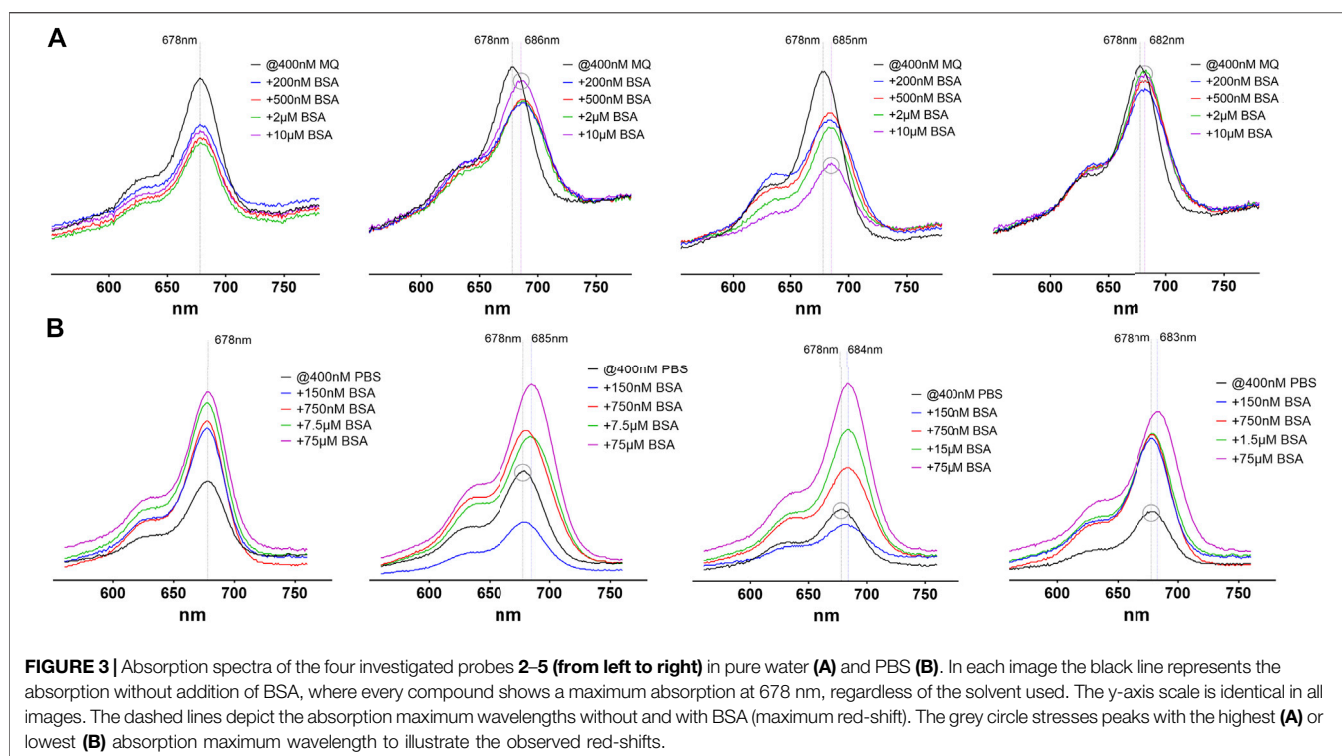 A
678nm
@400nM MQ
+200nM BSA
+500nM BSA
+2µM BSA
+10µM BSA
600 700 750
nm
678nm 686nm
@400nM MQ
+200nM BSA
+500nM BSA
+2µM BSA
+10µM BSA
600 700 750
nm
678nm 685nm
@400nM MQ
+200nM BSA
+500nM BSA
+2µM BSA
+10µM BSA
600 700 750
nm
678nm 682nm
@400nM MQ
+200nM BSA
+500nM BSA
+2µM BSA
+10µM BSA
600 700 750
nm
B
678nm
@400nM PBS
+150nM BSA
+750nM BSA
+7.5µM BSA
+75µM BSA
600 700 750
nm
678nm 685nm
@400nM PBS
+150nM BSA
+750nM BSA
+7.5µM BSA
+75µM BSA
600 700 750
nm
678nm 684nm
@400nM PBS
+150nM BSA
+750nM BSA
+15µM BSA
+75µM BSA
600 700 750
nm
678nm 683nm
@400nM PBS
+150nM BSA
+750nM BSA
+1.5µM BSA
+75µM BSA
600 700 750
nm
FIGURE 3 | Absorption spectra of the four investigated probes 2–5 (from left to right) in pure water (A) and PBS (B). In each image the black line represents the
absorption without addition of BSA, where every compound shows a maximum absorption at 678 nm, regardless of the solvent used. The y-axis scale is identical in all
images. The dashed lines depict the absorption maximum wavelengths without and with BSA (maximum red-shift). The grey circle stresses peaks with the highest (A) or
lowest (B) absorption maximum wavelength to illustrate the observed red-shifts.